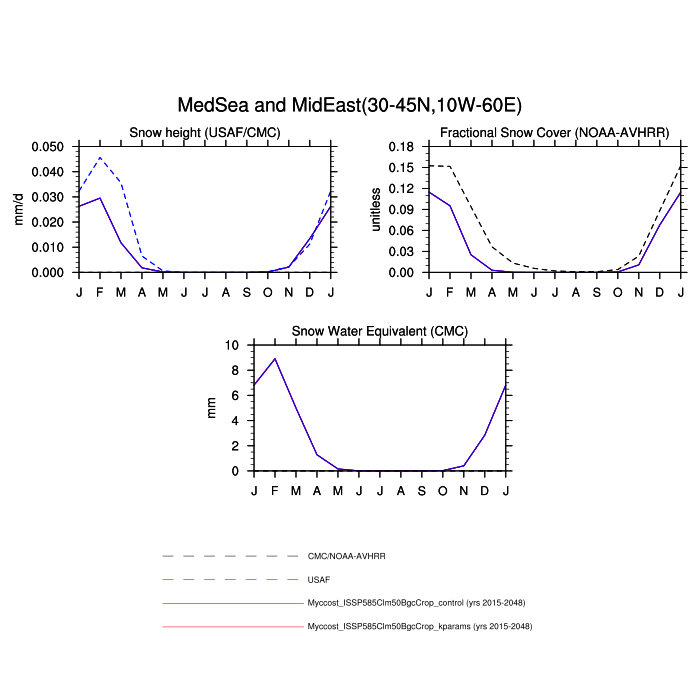 MedSea and MidEast(30-45N,10W-60E)
Snow height (USAF/CMC)
mm/d
0.050
0.040
0.030
0.020
0.010
0.000
J F M A M J J A S O N D J
Fractional Snow Cover (NOAA-AVHRR)
unitless
0.18
0.15
0.12
0.09
0.06
0.03
0.00
J F M A M J J A S O N D J
Snow Water Equivalent (CMC)
mm
10
8
6
4
2
0
J F M A M J J A S O N D J
CMC/NOAA-AVHRR
USAF
Myccost_ISSP585Clm50BgcCrop_control (yrs 2015-2048)
Myccost_ISSP585Clm50BgcCrop_kparams (yrs 2015-2048)